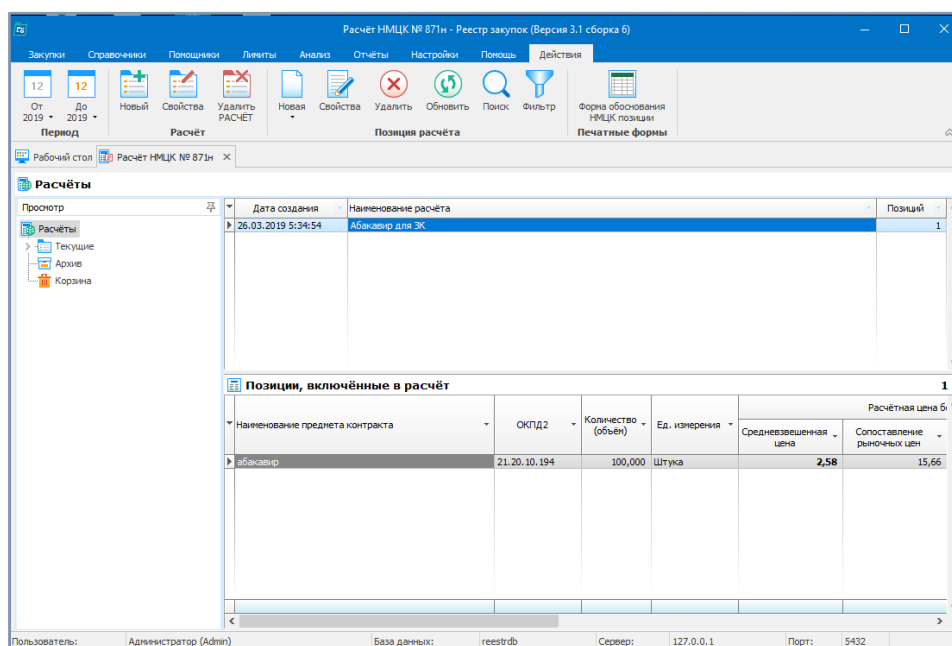 Расчёт НМЦК № 871н - Реестр закупок (Версия 3.1 сборка 6)
Закупки Справочники Помощники Лимиты Анализ Отчёты Настройки Помощь Действия
12 12
От 2019 До 2019 Новый Свойства Удалить РАСЧЁТ Новая Свойства Удалить Обновить Поиск Фильтр Форма обоснования НМЦК позиции
Период Расчёт Позиция расчёта Печатные формы
Рабочий стол Расчёт НМЦК № 871н
Расчёты
Просмотр Дата создания Наименование расчёта Позиций
Расчёты 26.03.2019 5:34:54 Абакавир для ЗК 1
Текущие
Архив
Корзина
Позиции, включённые в расчёт 1
Расчётная цена
Наименование предмета контракта ОКПД2 Количество (объём) Ед. измерения Средневзвешенная цена Сопоставление рыночных цен
абакавир 21.20.10.194 100,000 Штука 2,58 15,66
Пользователь: Администратор (Admin) База данных: reestrdb Сервер: 127.0.0.1 Порт: 5432